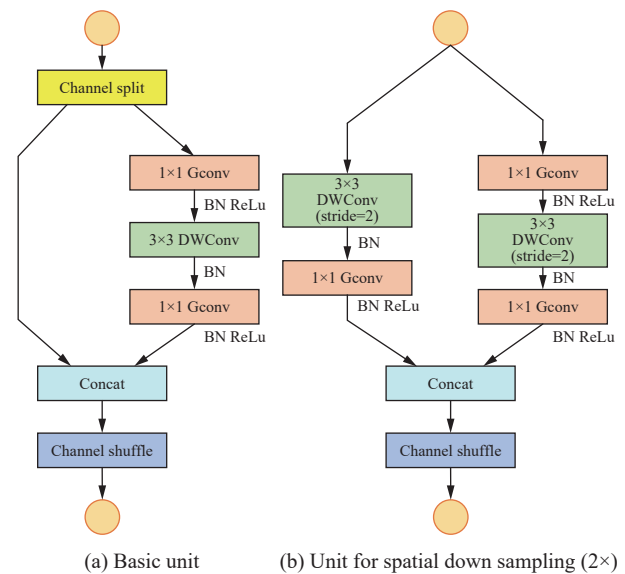 Channel split
1×1 Gconv
BN ReLu
3×3 DWConv
BN
1×1 Gconv
BN ReLu
Concat
Channel shuffle
(a) Basic unit
3×3
DWConv
(stride=2)
BN
1×1 Gconv
BN ReLu
1×1 Gconv
BN ReLu
3×3
DWConv
(stride=2)
BN
1×1 Gconv
BN ReLu
Concat
Channel shuffle
(b) Unit for spatial down sampling (2×)